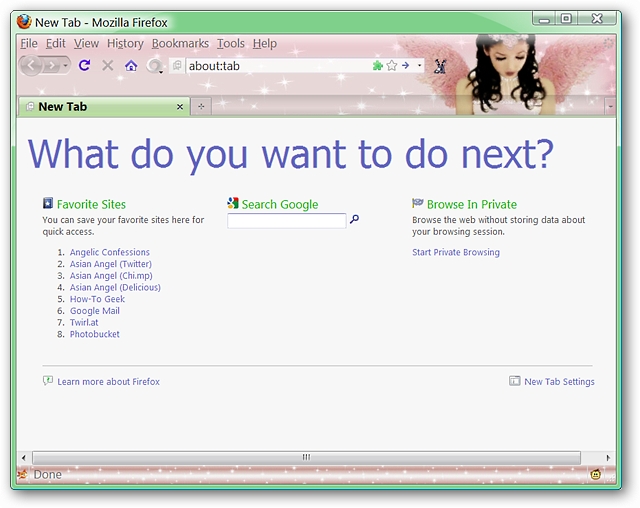 New Tab - Mozilla Firefox
File Edit View History Bookmarks Tools Help
about:tab
New Tab
What do you want to do next?
Favorite Sites
You can save your favorite sites here for
quick access.
1. Angelic Confessions
2. Asian Angel (Twitter)
3. Asian Angel (Chi.mp)
4. Asian Angel (Delicious)
5. How-To Geek
6. Google Mail
7. Twirl.at
8. Photobucket
Search Google
Browse In Private
Browse the web without storing data about
your browsing session.
Start Private Browsing
Learn more about Firefox
New Tab Settings
Done